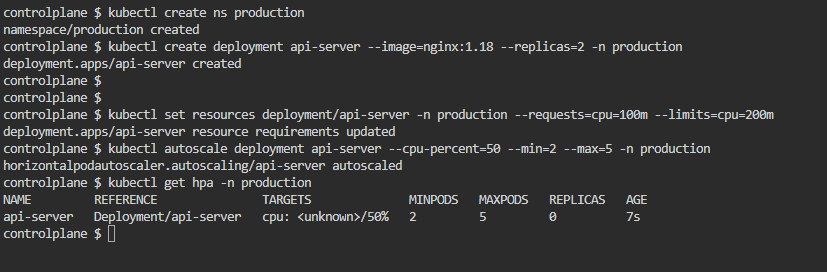 controlplane $ kubectl create ns production
namespace/production created
controlplane $ kubectl create deployment api-server --image=nginx:1.18 --replicas=2 -n production
deployment.apps/api-server created
controlplane $
controlplane $
controlplane $ kubectl set resources deployment/api-server -n production --requests=cpu=100m --limits=cpu=200m
deployment.apps/api-server resource requirements updated
controlplane $ kubectl autoscale deployment api-server --cpu-percent=50 --min=2 --max=5 -n production
horizontalpodautoscaler.autoscaling/api-server autoscaled
controlplane $ kubectl get hpa -n production
NAME REFERENCE TARGETS MINPODS MAXPODS REPLICAS AGE
api-server Deployment/api-server cpu: <unknown>/50% 2 5 0 7s
controlplane $